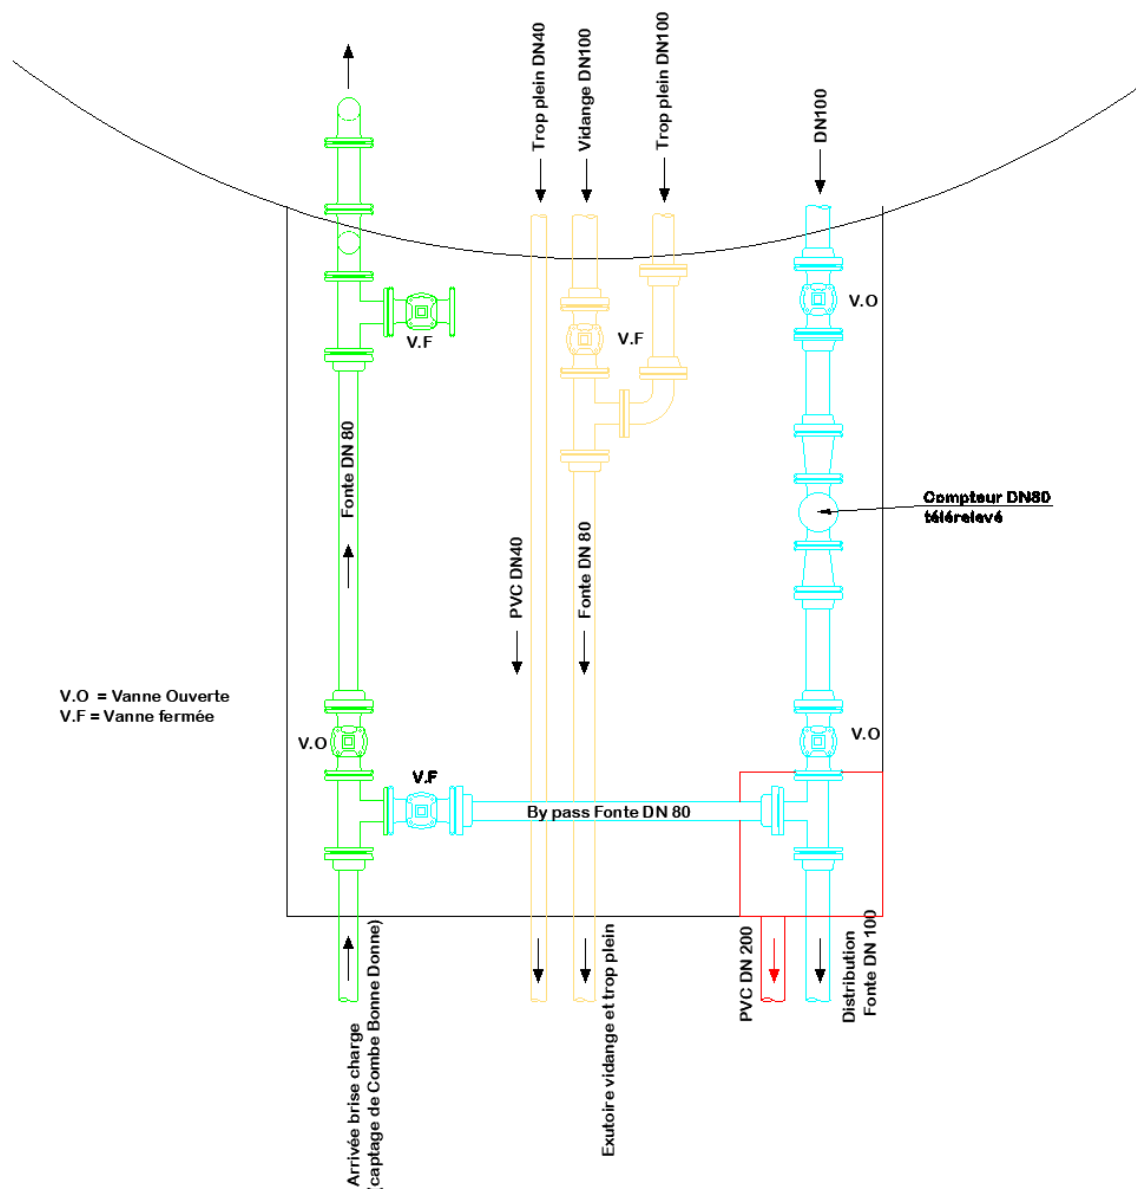 Trop plein DN40
Vidange DN100
Trop plein DN100
DN100
V.O
V.F
V.F
Fonte DN 80
Compteur DN80
télérelevé
PVC DN40
Fonte DN 80
V.O = Vanne Ouverte
V.F = Vanne fermée
V.O
V.O
V.F
By pass Fonte DN 80
Arrivée brise charge
(captage de Combe Bonne Donne)
Exutoire vidange et trop plein
PVC DN 200
Distribution
Fonte DN 100